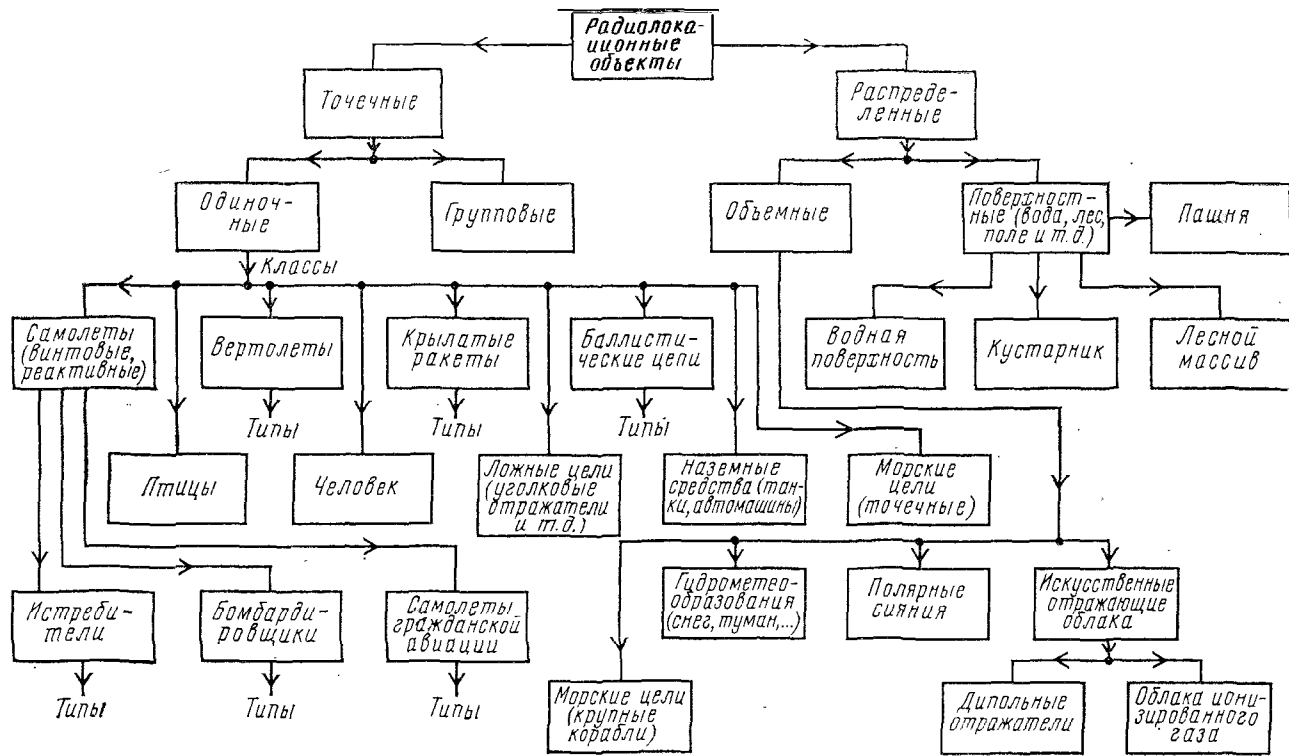 Радиалока-
ционные
объекты
Точечные
Распреде-
ленные
Одиноч-
ные
Групповые
Объемные
Поверхност-
ные (вода, лес,
поле и т.д.)
Пашня
Классы
Самолеты
(винтовые,
реактивные)
Вертолеты
Крылатые
ракеты
Баллисти-
ческие цели
Водная
поверхность
Кустарник
Лесной
массив
Типы
Типы
Типы
Птицы
Человек
Ложные цели
(уголковые
отражатели
и т.д.)
Наземные
средства (тан-
ки, автомашины)
Морские
цели
(точечные)
Истреби-
тели
Бомбарди-
ровщики
Самолеты
гражданской
авиации
Гидрометео-
образования
(снег, туман,...)
Полярные
сияния
Искусственные
отражающие
облака
Типы
Типы
Типы
Морские цели
(крупные
корабли)
Дипольные
отражатели
Облака иони-
зированного
газа